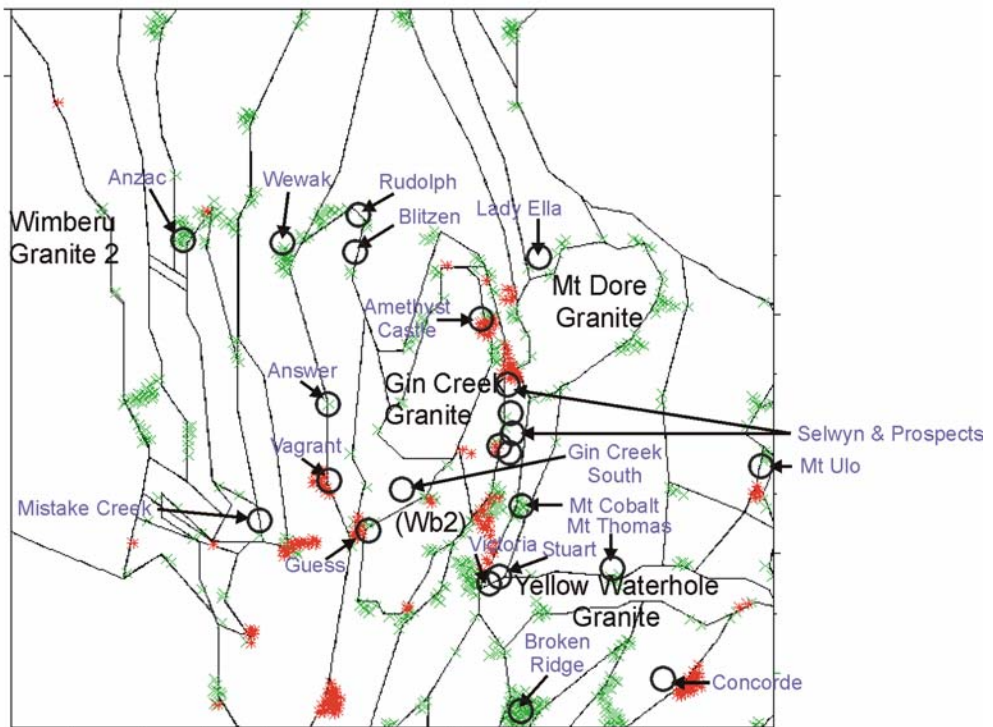 Anzac
Wewak
Rudolph
Blitzen
Lady Ella
Wimberu
Granite 2
Mt Dore
Granite
Amethyst
Castle
Answer
Gin Creek
Granite
Selwyn & Prospects
Vagrant
Gin Creek
South
Mt Ulo
Mistake Creek
(Wb2)
Mt Cobalt
Mt Thomas
Guess
Victoria
Stuart
Yellow Waterhole
Granite
Broken
Ridge
Concorde